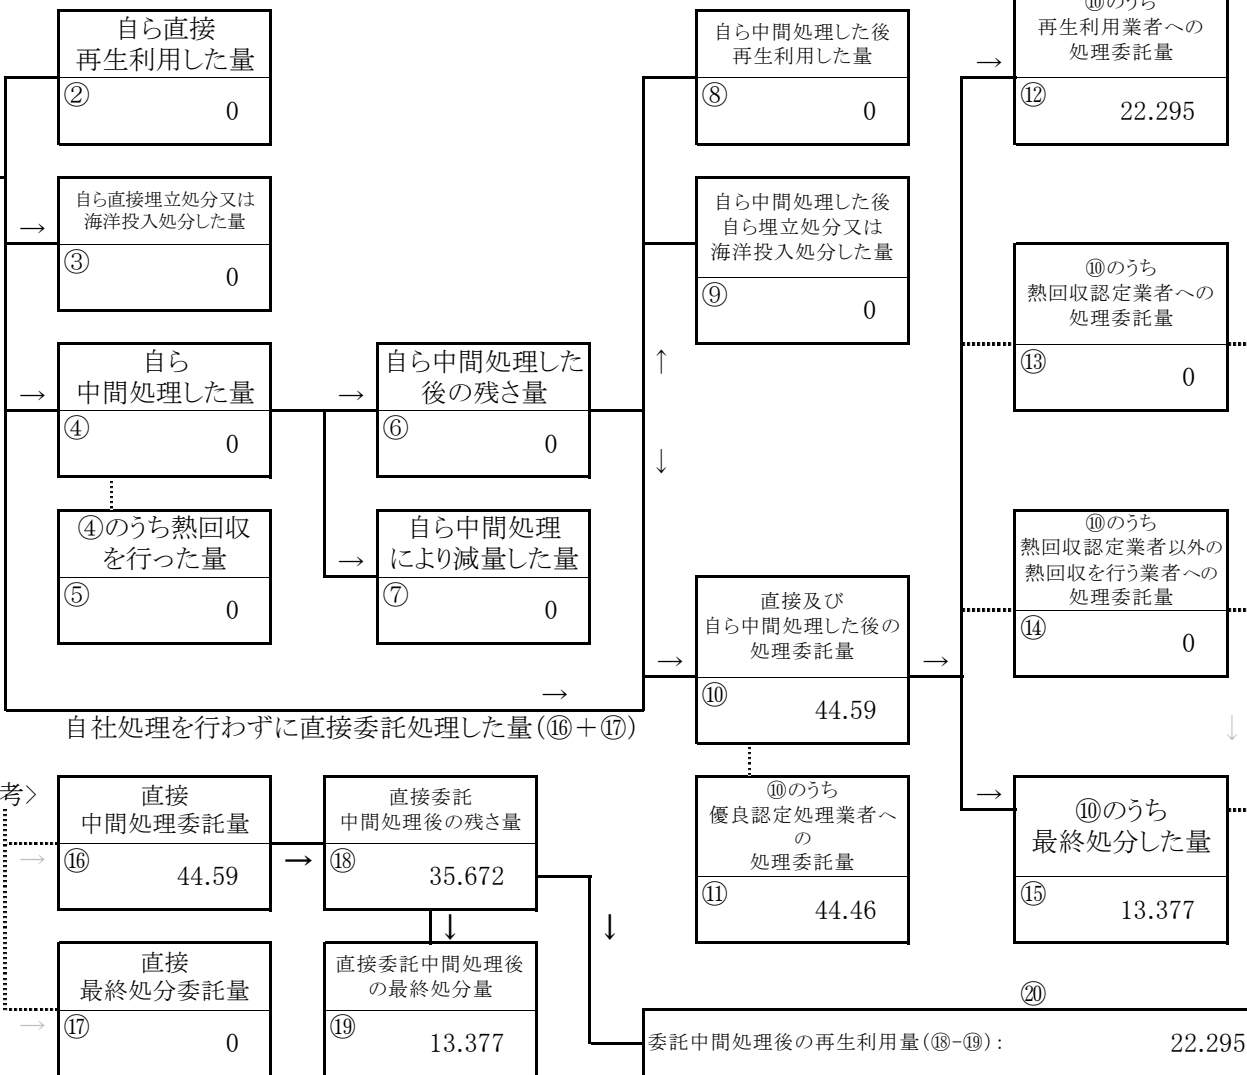 自ら直接
再生利用した量
②
0
自ら直接埋立処分又は
海洋投入処分した量
→
③
0
自ら
中間処理した量
→
④
0
④のうち熱回収
を行った量
⑤
0
自ら中間処理した
後の残さ量
→
⑥
0
自ら中間処理
により減量した量
→
⑦
0
自ら中間処理した後
再生利用した量
⑧
0
自ら中間処理した後
自ら埋立処分又は
海洋投入処分した量
⑨
0
↑
↓
直接及び
自ら中間処理した後の
処理委託量
→
→
⑩
44.59
→
自社処理を行わずに直接委託処理した量(⑯+⑰)
⑩のうち
優良認定処理業者へ
の
処理委託量
⑪
44.46
⑩のうち
再生利用業者への
処理委託量
→
⑫
22.295
⑩のうち
熱回収認定業者への
処理委託量
⑬
0
⑩のうち
熱回収認定業者以外の
熱回収を行う業者への
処理委託量
⑭
0
↓
→
⑩のうち
最終処分した量
⑮
13.377
考>
直接
中間処理委託量
→
⑯
44.59
→
直接委託
中間処理後の残さ量
⑱
35.672
↓
↓
直接
最終処分委託量
→
⑰
0
直接委託中間処理後
の最終処分量
⑲
13.377
⑳
委託中間処理後の再生利用量(⑱-⑲):
22.295